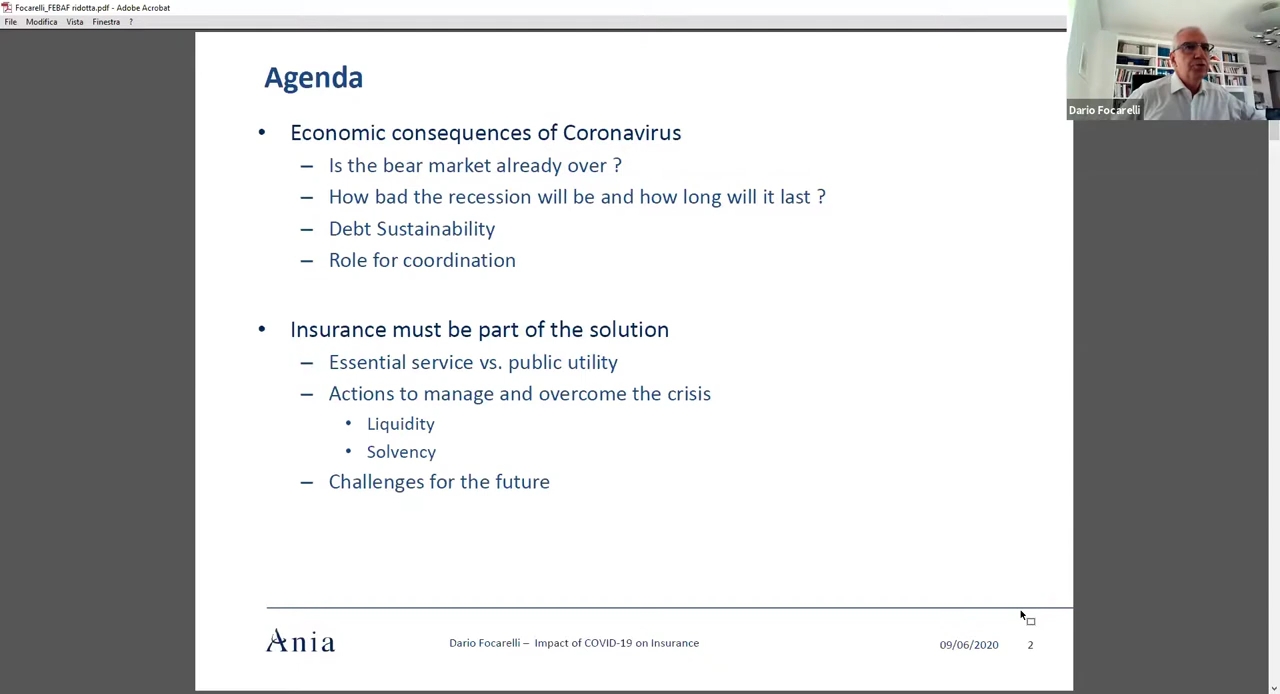 Focarelli_FEBAF ridotta.pdf - Adobe Acrobat
File Modifica Vista Finestra ?
Dario Focarelli
Agenda
• Economic consequences of Coronavirus
– Is the bear market already over ?
– How bad the recession will be and how long will it last ?
– Debt Sustainability
– Role for coordination
• Insurance must be part of the solution
– Essential service vs. public utility
– Actions to manage and overcome the crisis
• Liquidity
• Solvency
– Challenges for the future
Ania
Dario Focarelli – Impact of COVID-19 on Insurance
09/06/2020 2